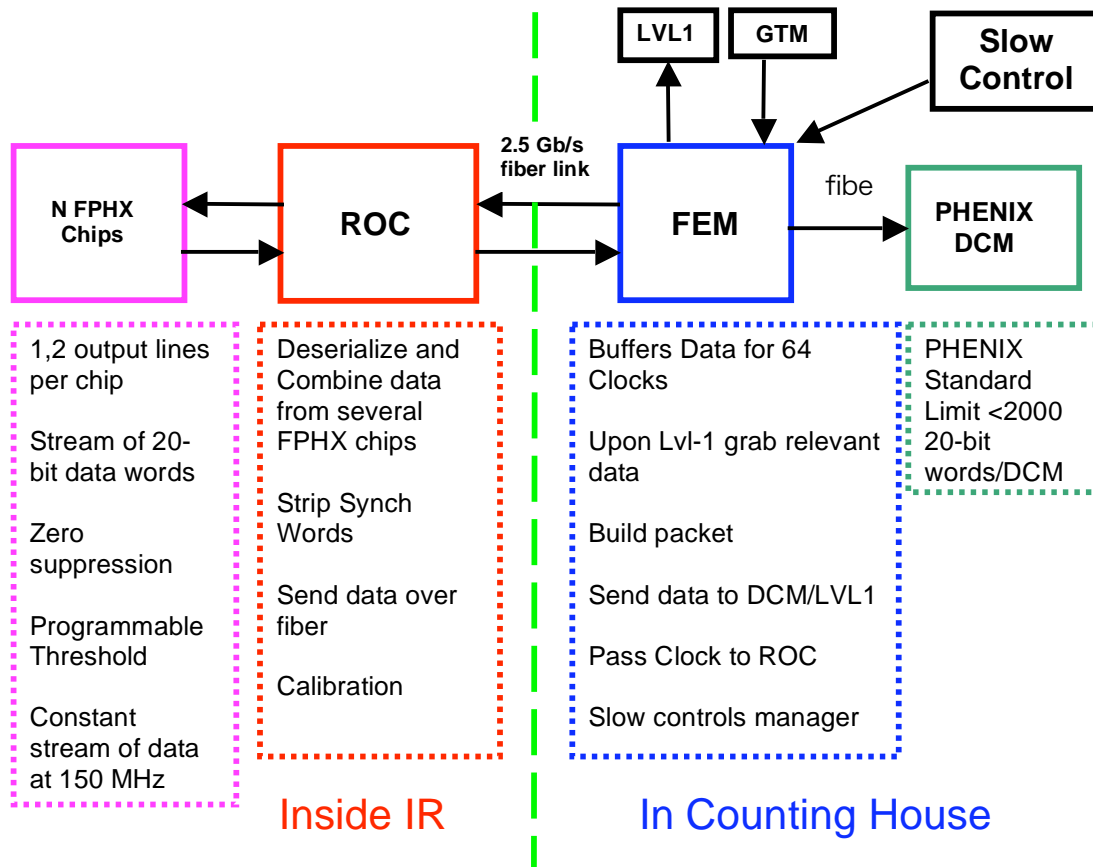 LVL1
GTM
Slow
Control
2.5 Gb/s
fiber link
N FPHX
Chips
ROC
FEM
fibe
PHENIX
DCM
1,2 output lines
per chip
Stream of 20-
bit data words
Zero
suppression
Programmable
Threshold
Constant
stream of data
at 150 MHz
Deserialize and
Combine data
from several
FPHX chips
Strip Synch
Words
Send data over
fiber
Calibration
Buffers Data for 64
Clocks
Upon Lvl-1 grab relevant
data
Build packet
Send data to DCM/LVL1
Pass Clock to ROC
Slow controls manager
PHENIX
Standard
Limit <2000
20-bit
words/DCM
Inside IR
In Counting House